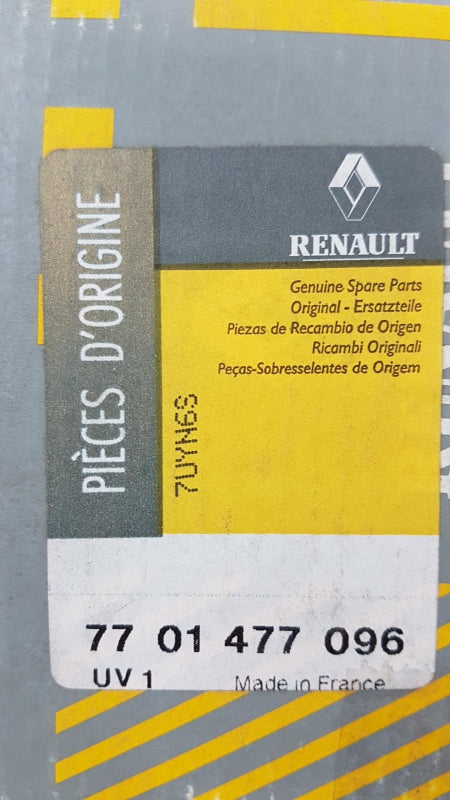 RENAULT
PIÈCES D'ORIGINE
Genuine Spare Parts
Original - Ersatzteile
Piezas de Recambio de Origen
Ricambi Originali
Peças-Sobresselentes de Origem
7UYN6S
77 01 477 096
UV 1 Made in France